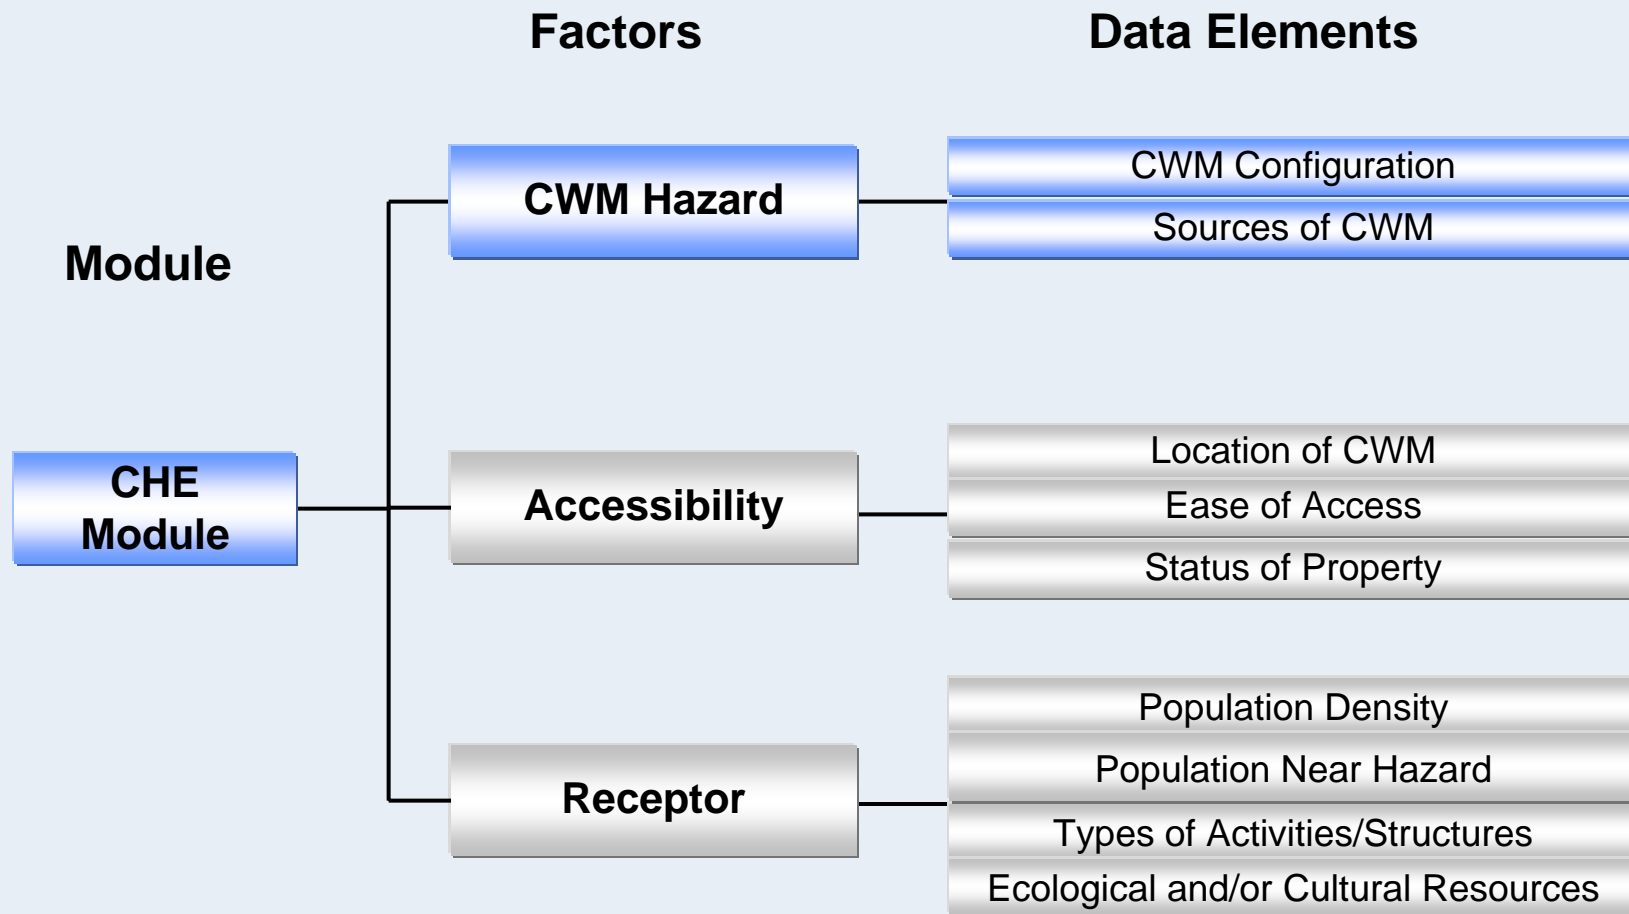 Factors
Data Elements
Module
CHE
Module
CWM Hazard
CWM Configuration
Sources of CWM
Accessibility
Location of CWM
Ease of Access
Status of Property
Receptor
Population Density
Population Near Hazard
Types of Activities/Structures
Ecological and/or Cultural Resources